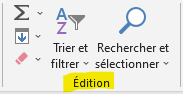 Trier et
filtrer
Rechercher et
sélectionner
Édition